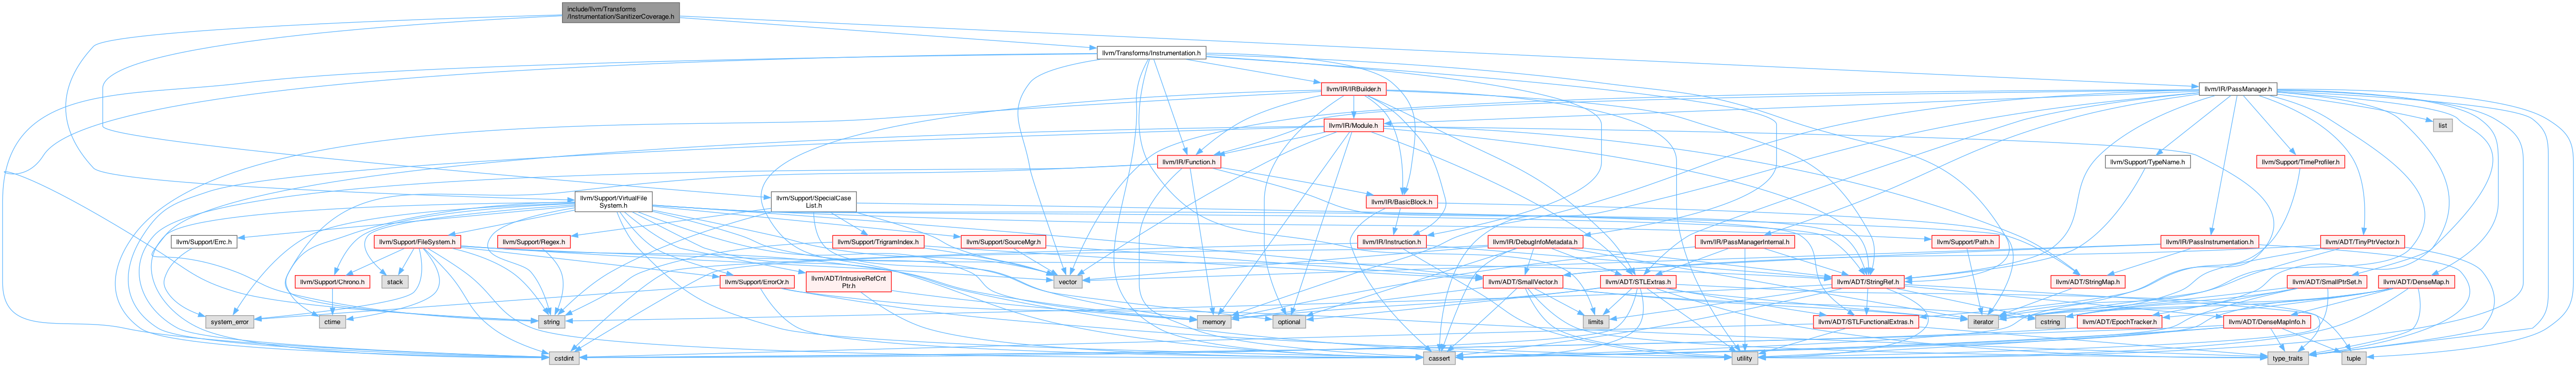 include/llvm/Transforms
/Instrumentation/SanitizerCoverage.h
llvm/Transforms/Instrumentation.h
llvm/IR/IRBuilder.h
llvm/IR/PassManager.h
llvm/IR/Module.h
list
llvm/IR/Function.h
llvm/Support/TypeName.h
llvm/Support/TimeProfiler.h
llvm/Support/VirtualFile
System.h
llvm/Support/SpecialCase
List.h
llvm/IR/BasicBlock.h
llvm/Support/Errc.h
llvm/Support/FileSystem.h
llvm/Support/Regex.h
llvm/Support/TrigramIndex.h
llvm/Support/SourceMgr.h
llvm/IR/Instruction.h
llvm/IR/DebugInfoMetadata.h
llvm/IR/PassManagerInternal.h
llvm/Support/Path.h
llvm/IR/PassInstrumentation.h
llvm/ADT/TinyPtrVector.h
llvm/Support/Chrono.h
stack
llvm/Support/ErrorOr.h
llvm/ADT/IntrusiveRefCnt
Ptr.h
vector
llvm/ADT/SmallVector.h
llvm/ADT/STLExtras.h
llvm/ADT/StringRef.h
llvm/ADT/StringMap.h
llvm/ADT/SmallPtrSet.h
llvm/ADT/DenseMap.h
system_error
ctime
string
memory
optional
limits
llvm/ADT/STLFunctionalExtras.h
iterator
cstring
llvm/ADT/EpochTracker.h
llvm/ADT/DenseMapInfo.h
cstdint
cassert
utility
type_traits
tuple